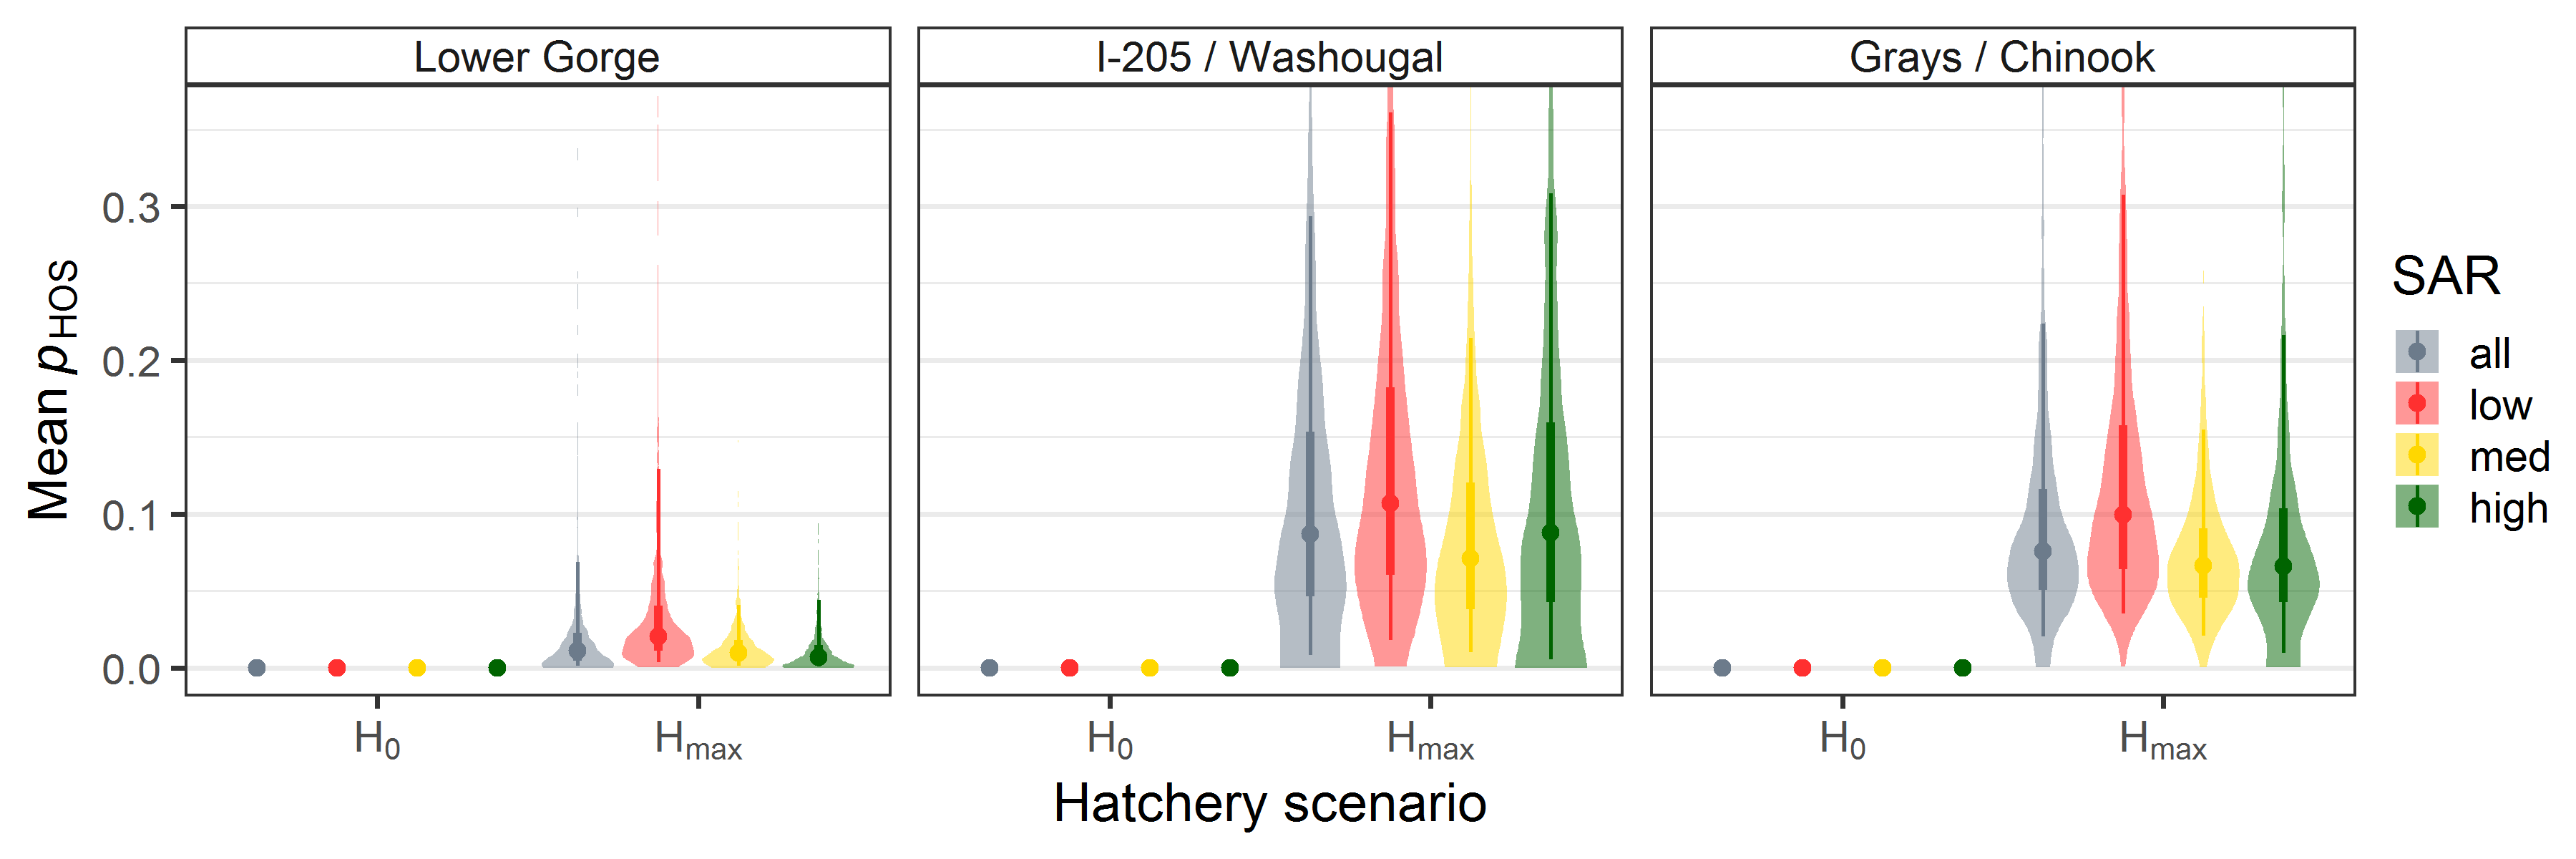 Lower Gorge
I-205 / Washougal
Grays / Chinook
Mean pHOS
0.3
0.2
0.1
0.0
H0
Hmax
H0
Hmax
H0
Hmax
Hatchery scenario
SAR
all
low
med
high